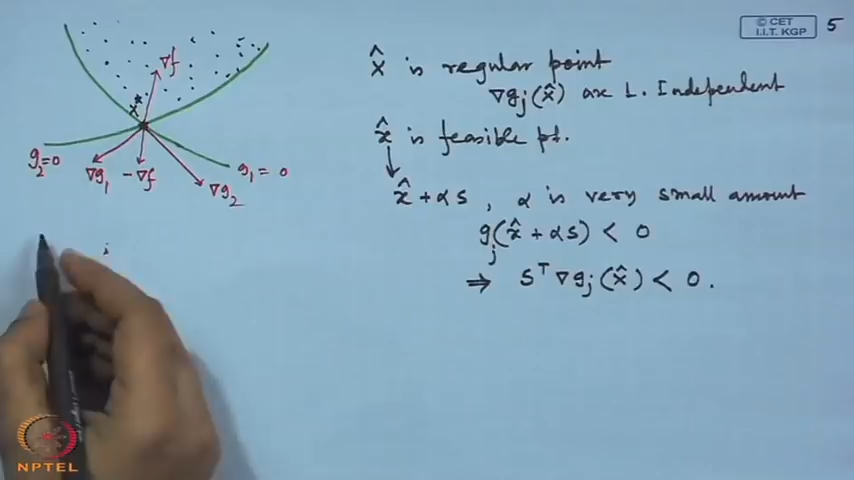 © CET
I.I.T. KGP
5
∇f
x*
g₂=0
∇g₁
-∇f
∇g₂
g₁ = 0
x̂ is regular point
∇gⱼ(x̂) are L. Independent
x̂ is feasible pt.
x̂ + αs , α is very small amount
gⱼ(x̂ + αs) < 0
⇒ Sᵀ ∇gⱼ(x̂) < 0.
NPTEL